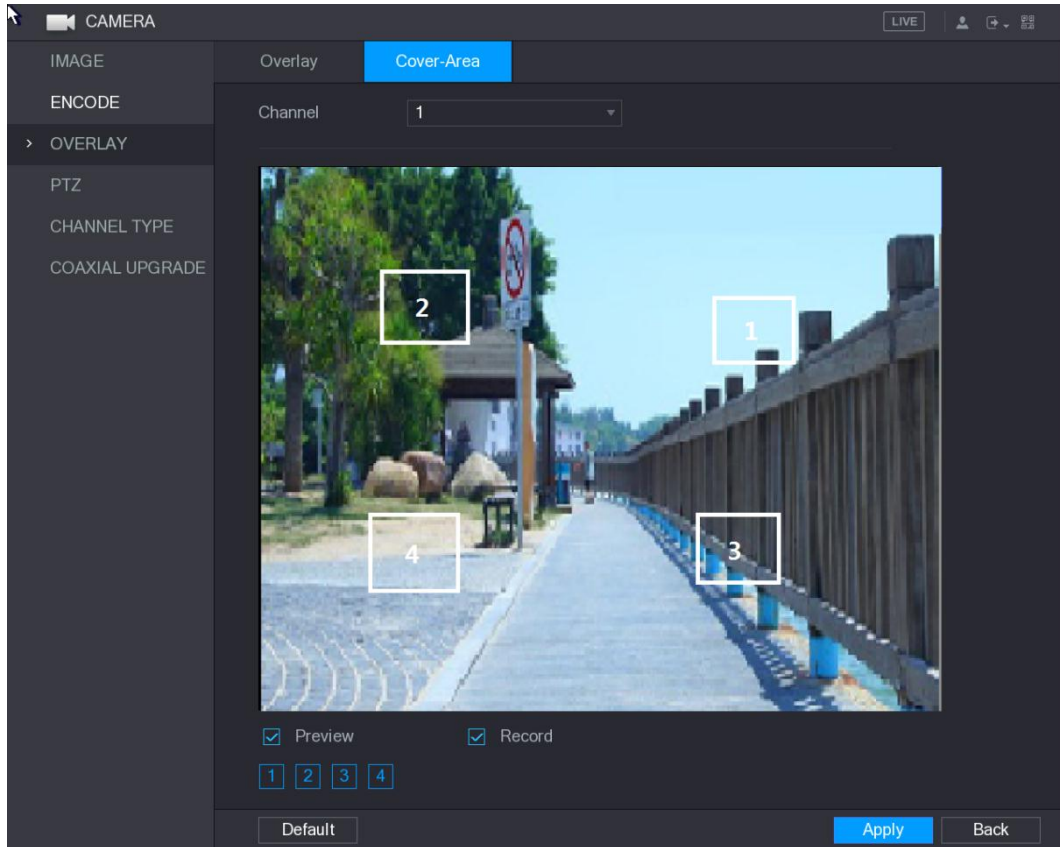 CAMERA
LIVE
IMAGE
ENCODE
> OVERLAY
PTZ
CHANNEL TYPE
COAXIAL UPGRADE
Overlay Cover-Area
Channel 1
2
1
4
3
Preview Record
1 2 3 4
Default Apply Back